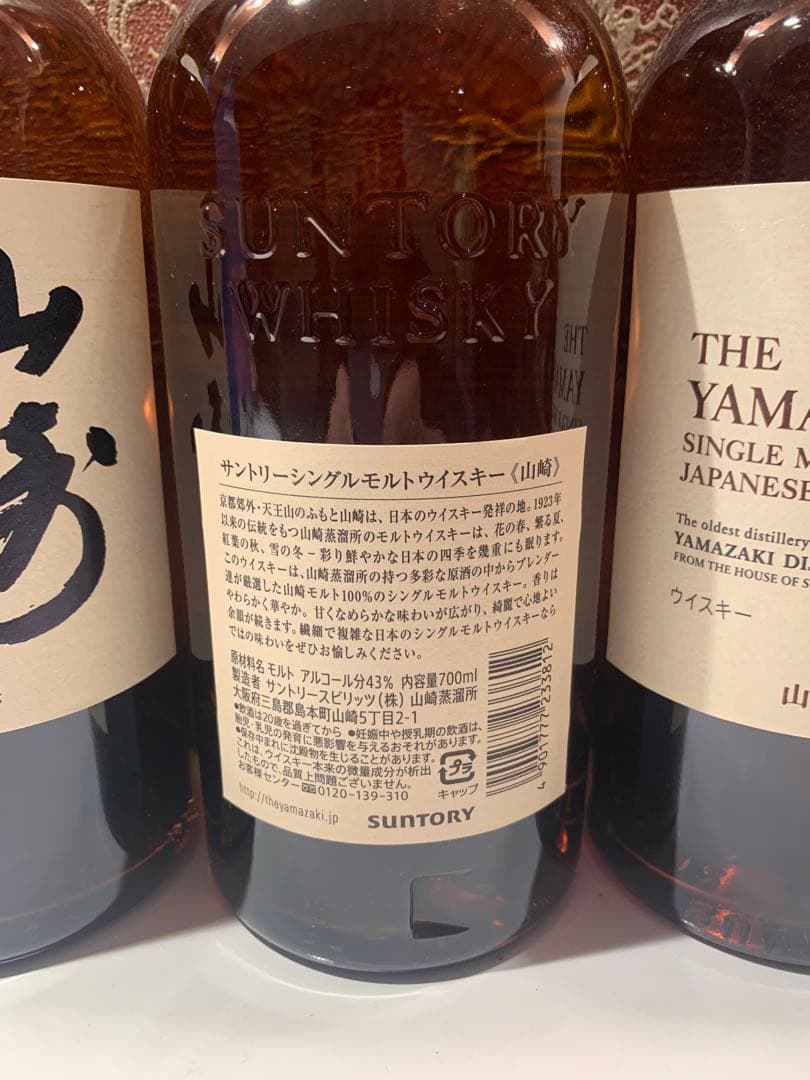 山
崎
SUNTORY
WHISKY
THE
YAM
サントリーシングルモルトウイスキー《山崎》
京都郊外・天王山のふもと山崎は、日本のウイスキー発祥の地。1923年
以来の伝統をもつ山崎蒸溜所のモルトウイスキーは、花の春、繁る夏、
紅葉の秋、雪の冬−彩り鮮やかな日本の四季を幾重にも眠ります。
このウイスキーは、山崎蒸溜所の持つ多彩な原酒の中からブレンダー
達が厳選した山崎モルト100%のシングルモルトウイスキー。香りは
やわらかく華やか。甘くなめらかな味わいが広がり、綺麗で心地よい
余韻が続きます。繊細で複雑な日本のシングルモルトウイスキーなら
ではの味わいをぜひお愉しみください。
原材料名 モルト アルコール分43% 内容量700ml
製造者 サントリースピリッツ(株) 山崎蒸溜所
大阪府三島郡島本町山崎5丁目2-1
●飲酒は20歳を過ぎてから ●妊娠中や授乳期の飲酒は、
胎児・乳児の発育に悪影響を与えるおそれがあります。
●保存中まれに沈殿物を生じることがあります。
これは、ウイスキー本来の微量成分が析出
したもので、品質上問題ございません。
お客様センター 0120-139-310
http://theyamazaki.jp
プラ
キャップ
SUNTORY
4 901777 233812
THE
YAMA
SINGLE M
JAPANESE
The oldest distillery
YAMAZAKI DI
FROM THE HOUSE OF S
ウイスキー
山